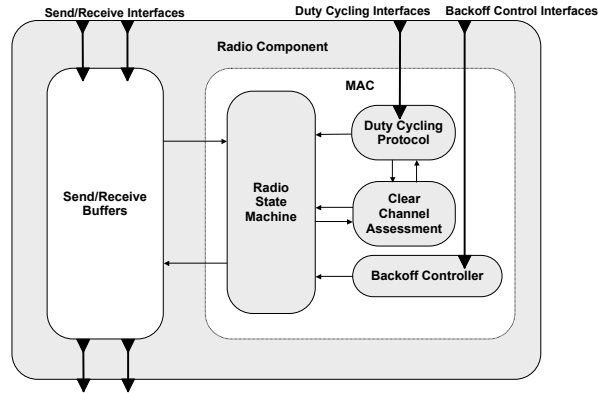 Send/Receive Interfaces
Duty Cycling Interfaces
Backoff Control Interfaces
Radio Component
MAC
Duty Cycling
Protocol
Radio
State
Machine
Send/Receive
Buffers
Clear
Channel
Assessment
Backoff Controller